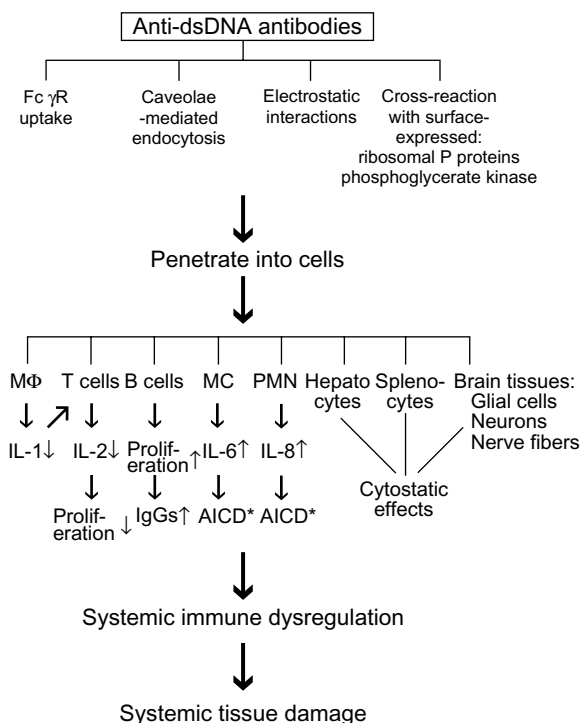 Anti-dsDNA antibodies
Fc γR
uptake
Caveolae
-mediated
endocytosis
Electrostatic
interactions
Cross-reaction
with surface-
expressed:
ribosomal P proteins
phosphoglycerate kinase
Penetrate into cells
MΦ T cells B cells MC PMN Hepato Spleno- Brain tissues:
cytes cytes Glial cells
Neurons
Nerve fibers
IL-1↓ IL-2↓ Prolif- IL-6↑ IL-8↑
eration↑
Cytostatic
effects
Prolif- IgGs↑ AICD* AICD*
eration ↓
Systemic immune dysregulation
Systemic tissue damage